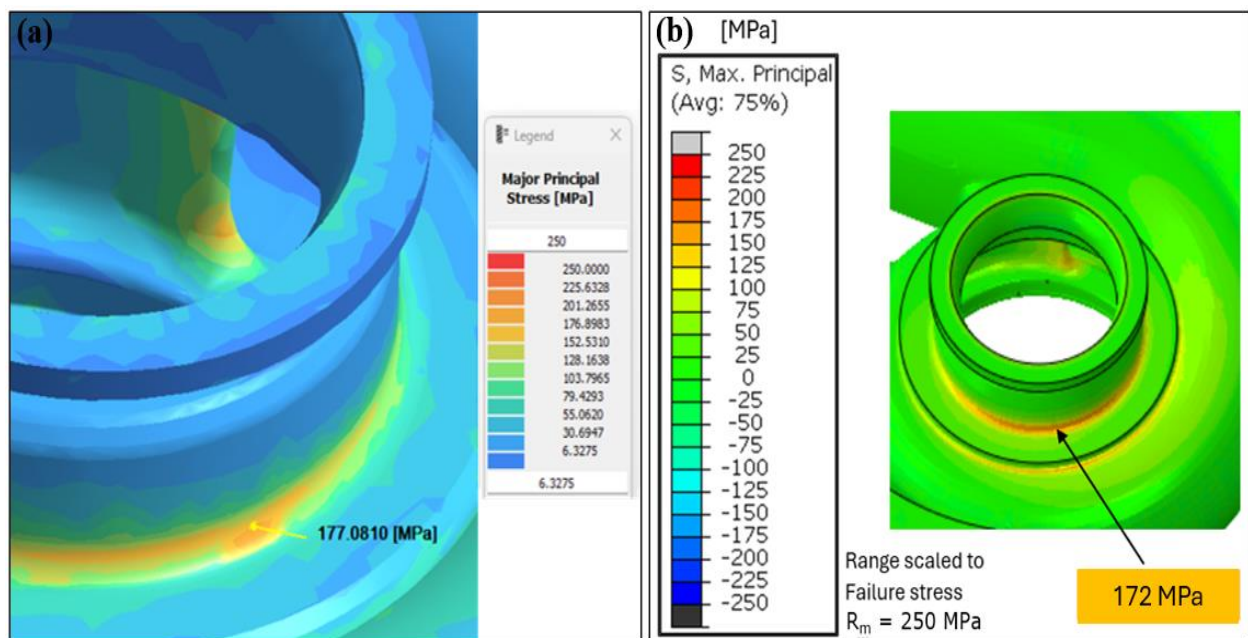 (a)
Legend X
Major Principal
Stress [MPa]
250
250.0000
225.6328
201.2655
176.8983
152.5310
128.1638
103.7965
79.4293
55.0620
30.6947
6.3275
6.3275
177.0810 [MPa]
(b)
[MPa]
S, Max. Principal
(Avg: 75%)
250
225
200
175
150
125
100
75
50
25
0
-25
-50
-75
-100
-125
-150
-175
-200
-225
-250
Range scaled to
Failure stress
Rₘ = 250 MPa
172 MPa